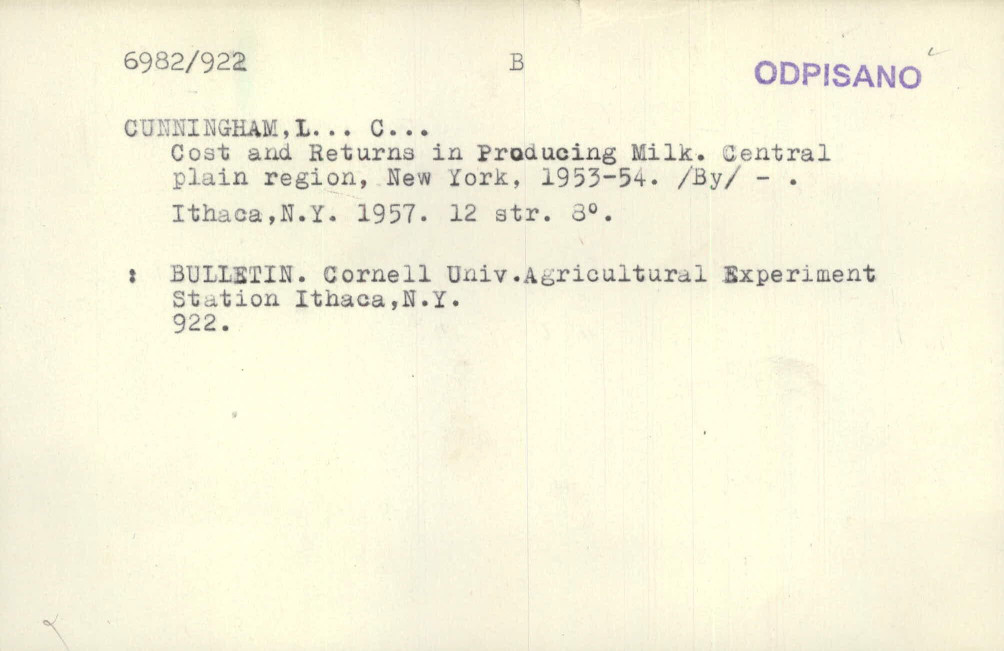 6982/922 B ODPISANO
CUNNINGHAM,L... C...
Cost and Returns in Producing Milk. Central
plain region, New York, 1953-54. /By/ - .
Ithaca,N.Y. 1957. 12 str. 8°.
: BULLETIN. Cornell Univ.Agricultural Experiment
Station Ithaca,N.Y.
922.